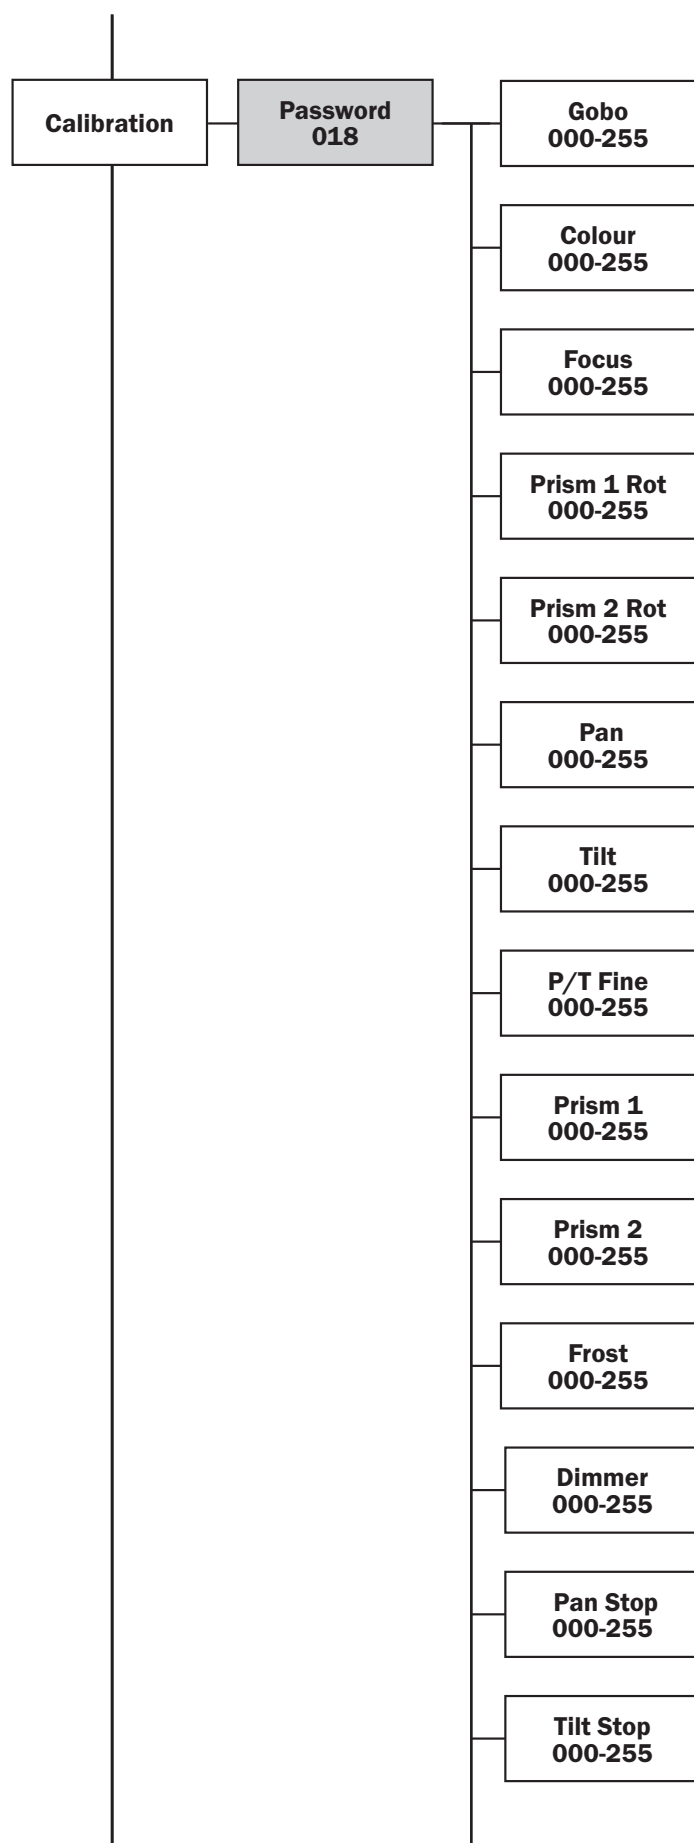 Calibration
Password
018
Gobo
000-255
Colour
000-255
Focus
000-255
Prism 1 Rot
000-255
Prism 2 Rot
000-255
Pan
000-255
Tilt
000-255
P/T Fine
000-255
Prism 1
000-255
Prism 2
000-255
Frost
000-255
Dimmer
000-255
Pan Stop
000-255
Tilt Stop
000-255